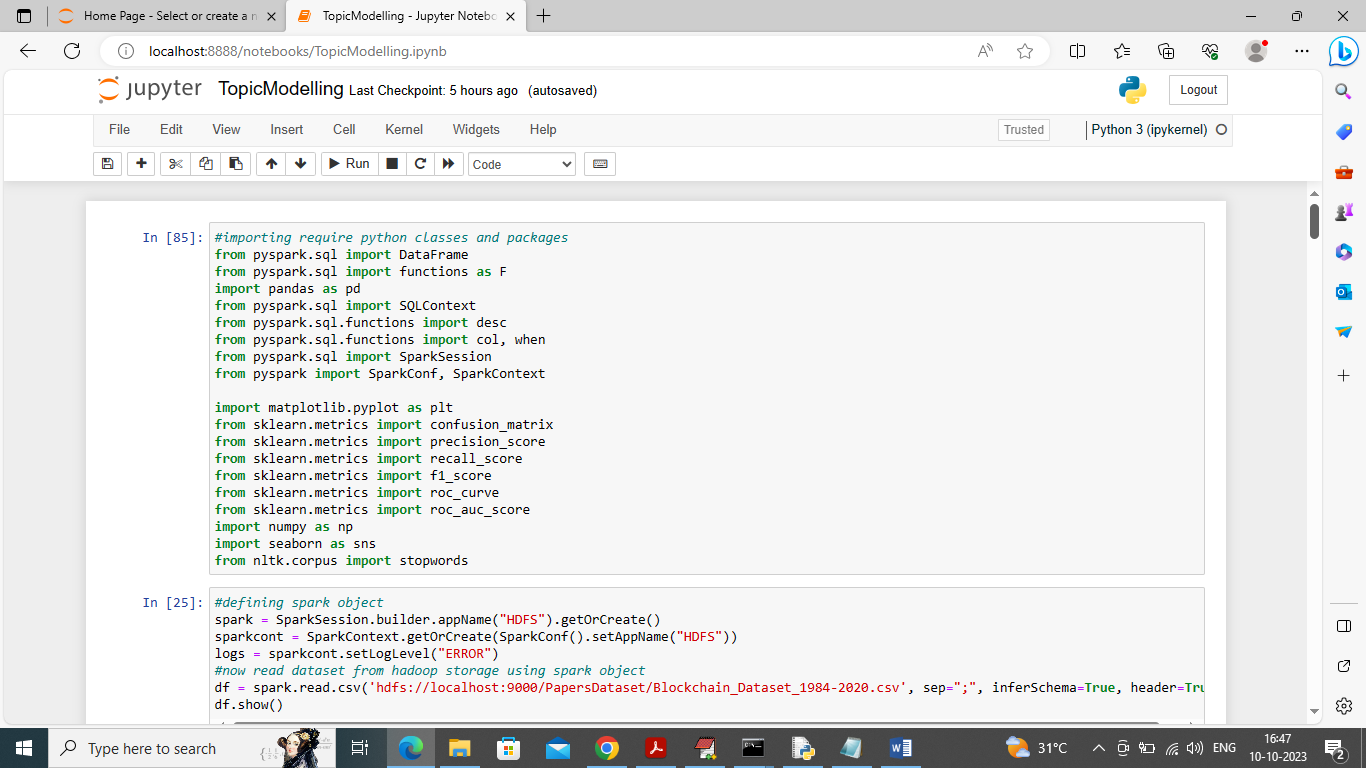 Home Page - Select or create a n
TopicModelling - Jupyter Notebo
localhost:8888/notebooks/TopicModelling.ipynb
jupyter TopicModelling Last Checkpoint: 5 hours ago (autosaved)
Logout
File Edit View Insert Cell Kernel Widgets Help
Trusted
Python 3 (ipykernel)
Run
Code
In [85]:
#importing require python classes and packages
from pyspark.sql import DataFrame
from pyspark.sql import functions as F
import pandas as pd
from pyspark.sql import SQLContext
from pyspark.sql.functions import desc
from pyspark.sql.functions import col, when
from pyspark.sql import SparkSession
from pyspark import SparkConf, SparkContext
import matplotlib.pyplot as plt
from sklearn.metrics import confusion_matrix
from sklearn.metrics import precision_score
from sklearn.metrics import recall_score
from sklearn.metrics import f1_score
from sklearn.metrics import roc_curve
from sklearn.metrics import roc_auc_score
import numpy as np
import seaborn as sns
from nltk.corpus import stopwords
In [25]:
#defining spark object
spark = SparkSession.builder.appName("HDFS").getOrCreate()
sparkcont = SparkContext.getOrCreate(SparkConf().setAppName("HDFS"))
logs = sparkcont.setLogLevel("ERROR")
#now read dataset from hadoop storage using spark object
df = spark.read.csv('hdfs://localhost:9000/PapersDataset/Blockchain_Dataset_1984-2020.csv', sep=";", inferSchema=True, header=Tru
df.show()
Type here to search
31°C
ENG
16:47
10-10-2023
2